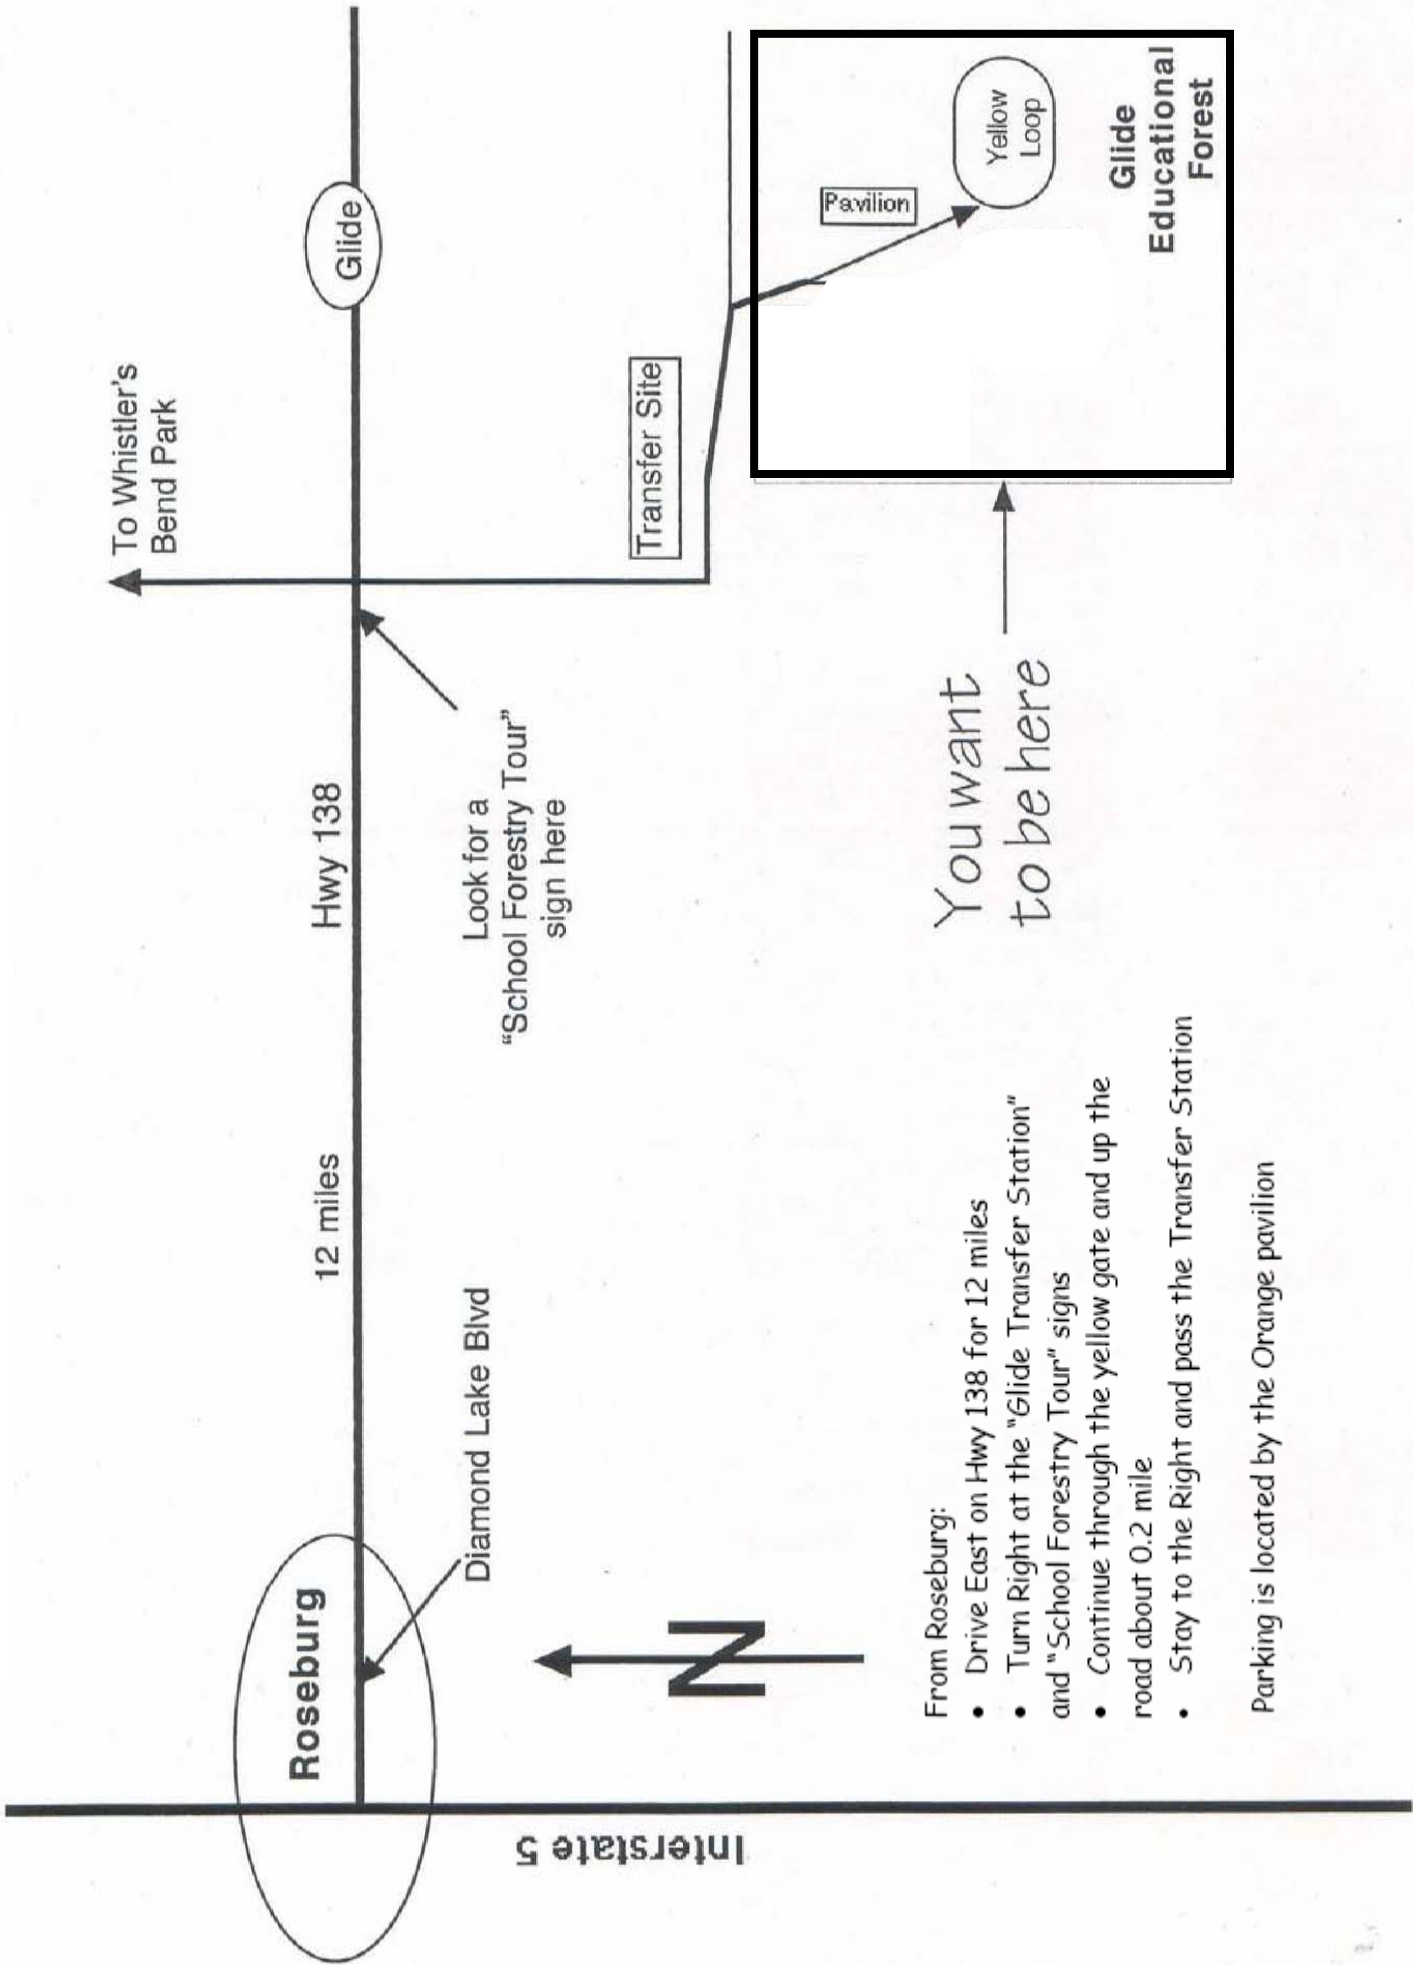 To Whistler's
Bend Park
Glide
Hwy 138
12 miles
Roseburg
Diamond Lake Blvd
Interstate 5
Look for a
“School Forestry Tour”
sign here
Transfer Site
Pavilion
Yellow
Loop
Glide
Educational
Forest
You want
to be here
N
From Roseburg:
• Drive East on Hwy 138 for 12 miles
• Turn Right at the “Glide Transfer Station”
and “School Forestry Tour” signs
• Continue through the yellow gate and up the
road about 0.2 mile
• Stay to the Right and pass the Transfer Station
Parking is located by the Orange pavilion